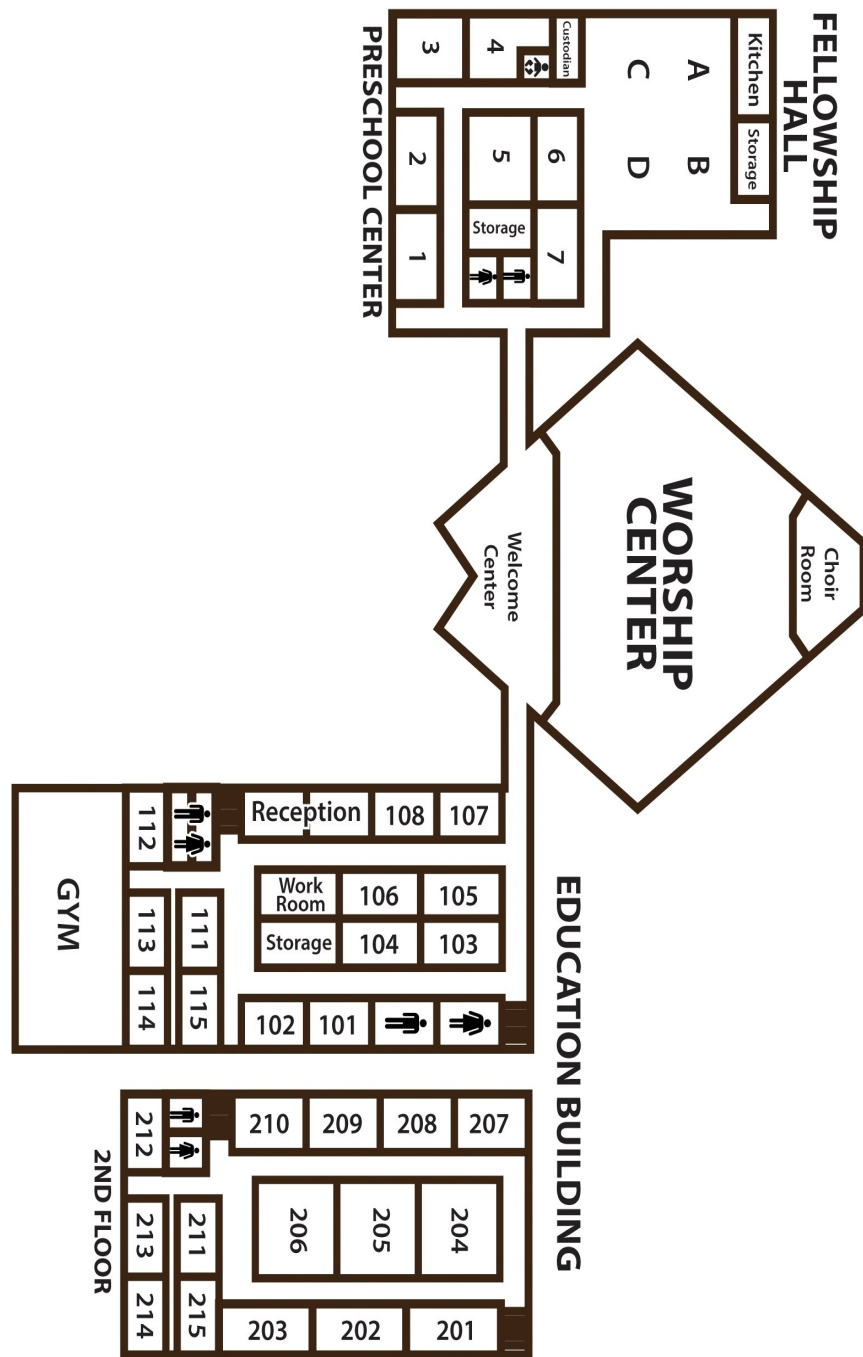 FELLOWSHIP
HALL
Kitchen
Storage
A
B
C
D
Custodian
PRESCHOOL CENTER
3
4
2
5
6
1
Storage
7
WORSHIP
CENTER
Choir
Room
Welcome
Center
EDUCATION BUILDING
GYM
112
Reception
108
107
Work
Room
106
105
113
111
Storage
104
103
114
115
102
101
2ND FLOOR
212
210
209
208
207
213
211
206
205
204
214
215
203
202
201